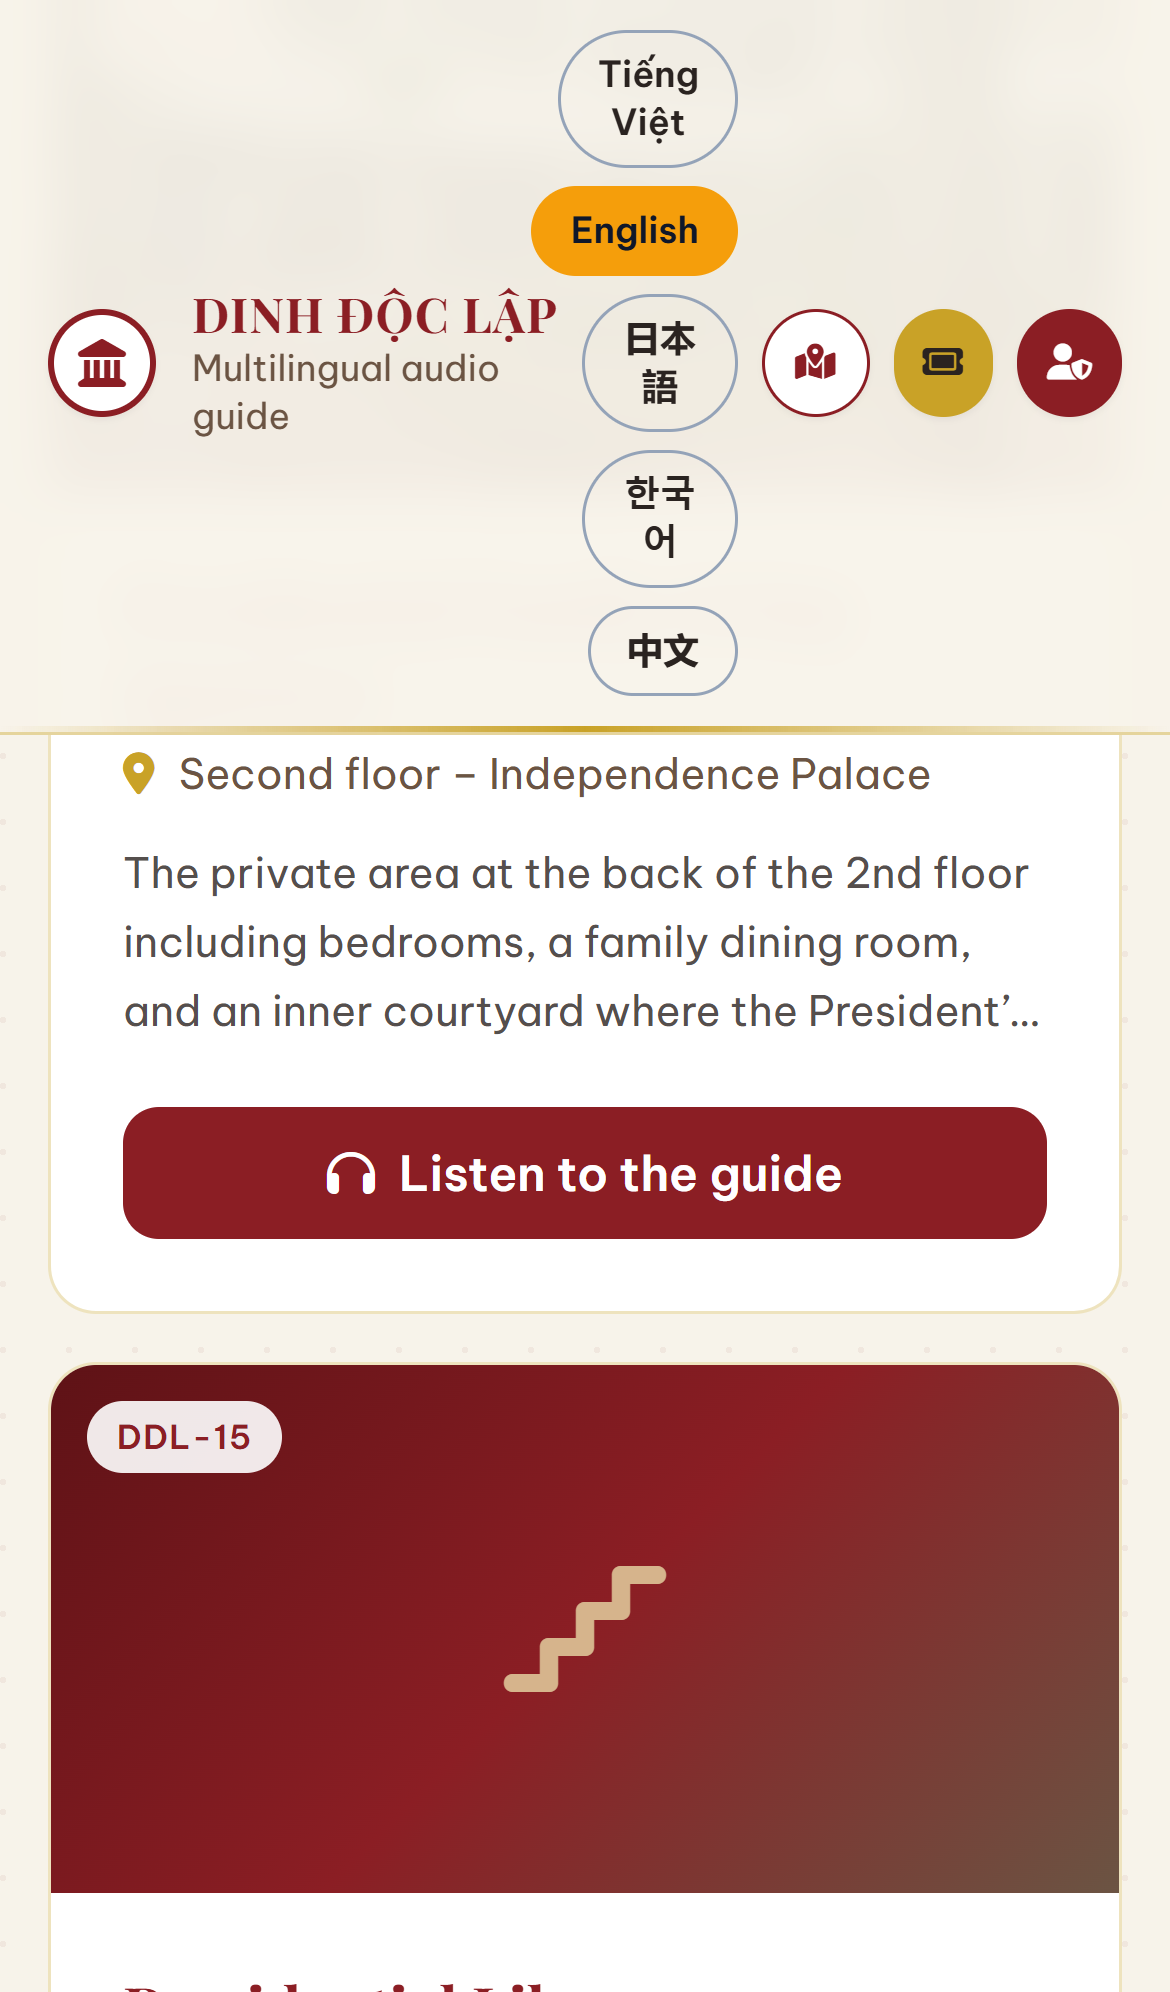 Tiếng
Việt
English
DINH ĐỘC LẬP
Multilingual audio
guide
日本
語
한국
어
中文
Second floor – Independence Palace
The private area at the back of the 2nd floor
including bedrooms, a family dining room,
and an inner courtyard where the President’...
Listen to the guide
DDL-15